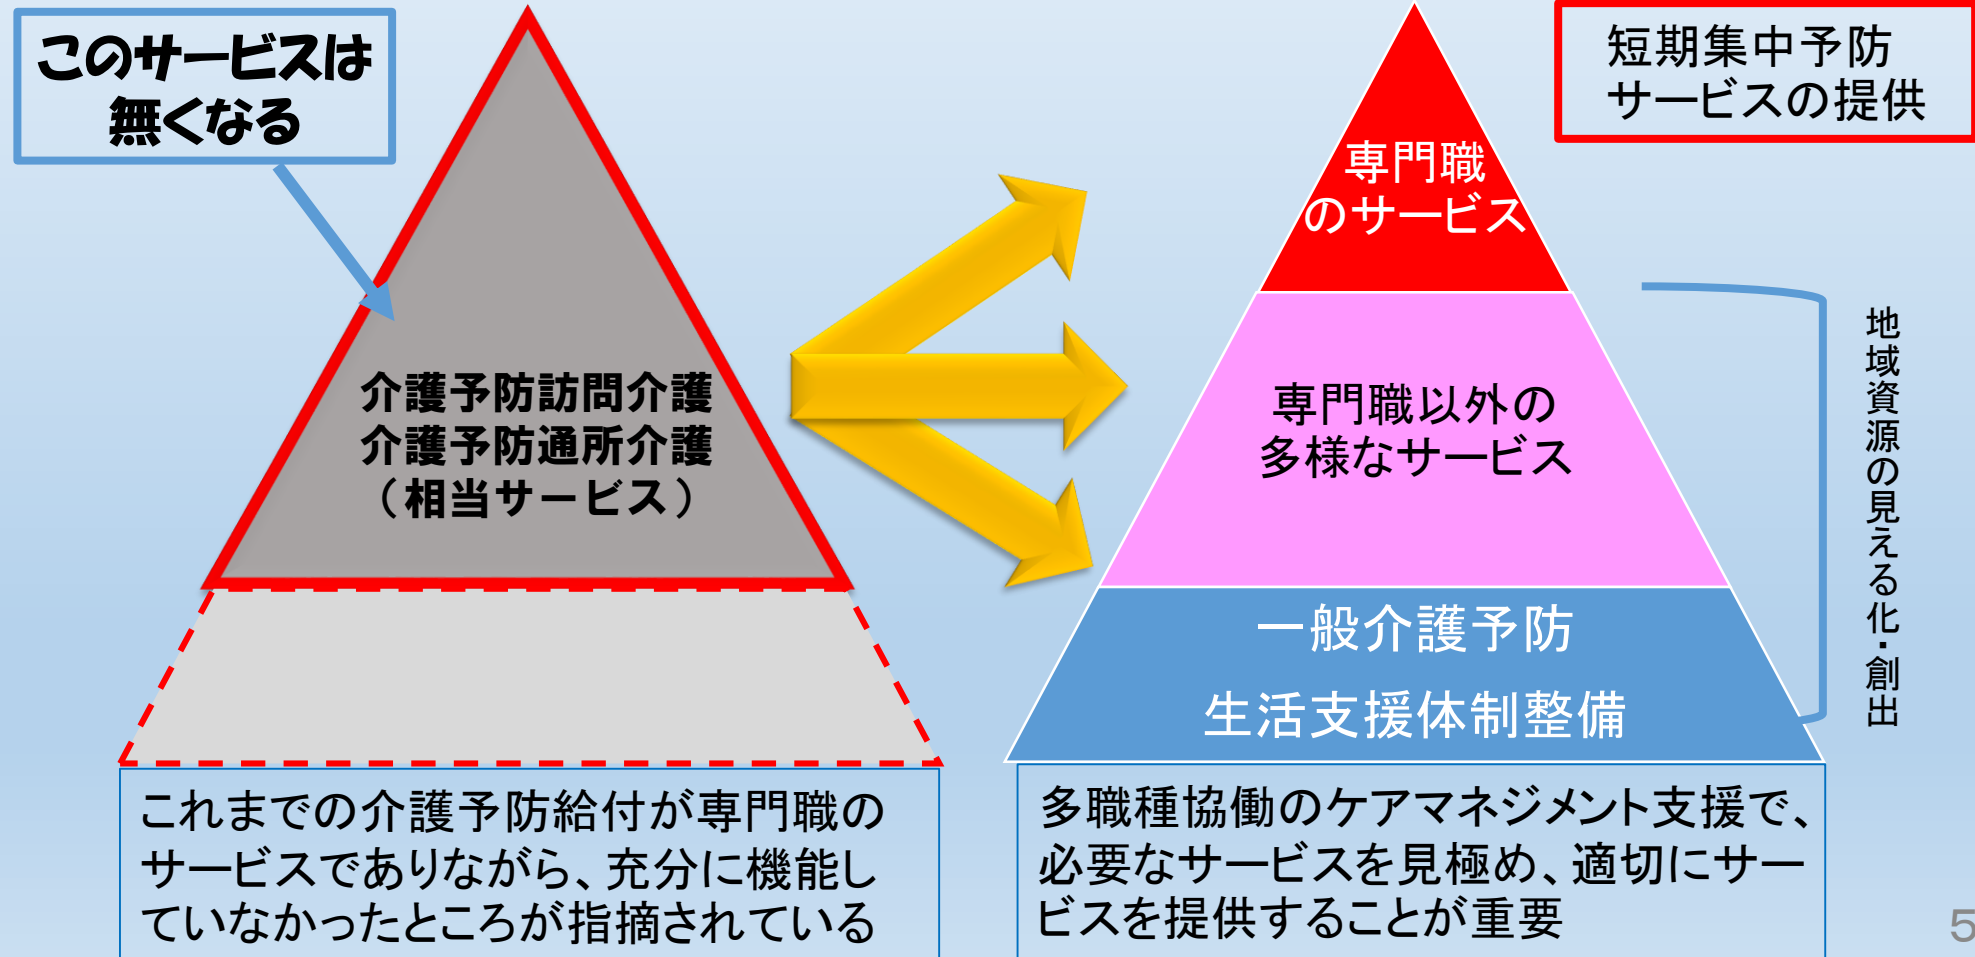 このサービスは
無くなる
介護予防訪問介護
介護予防通所介護
（相当サービス）
これまでの介護予防給付が専門職の
サービスでありながら、充分に機能し
ていなかったところが指摘されている
短期集中予防
サービスの提供
専門職
のサービス
専門職以外の
多様なサービス
一般介護予防
生活支援体制整備
地域資源の見える化・創出
多職種協働のケアマネジメント支援で、
必要なサービスを見極め、適切にサー
ビスを提供することが重要
5